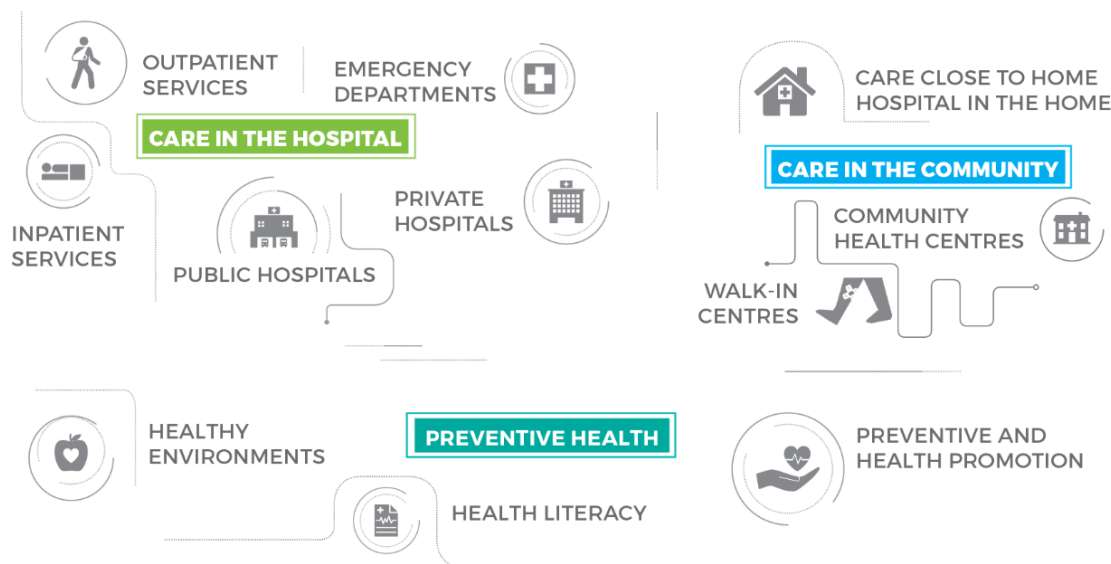 OUTPATIENT
SERVICES
EMERGENCY
DEPARTMENTS
CARE IN THE HOSPITAL
INPATIENT
SERVICES
PUBLIC HOSPITALS
PRIVATE
HOSPITALS
CARE CLOSE TO HOME
HOSPITAL IN THE HOME
CARE IN THE COMMUNITY
COMMUNITY
HEALTH CENTRES
WALK-IN
CENTRES
HEALTHY
ENVIRONMENTS
PREVENTIVE HEALTH
HEALTH LITERACY
PREVENTIVE AND
HEALTH PROMOTION